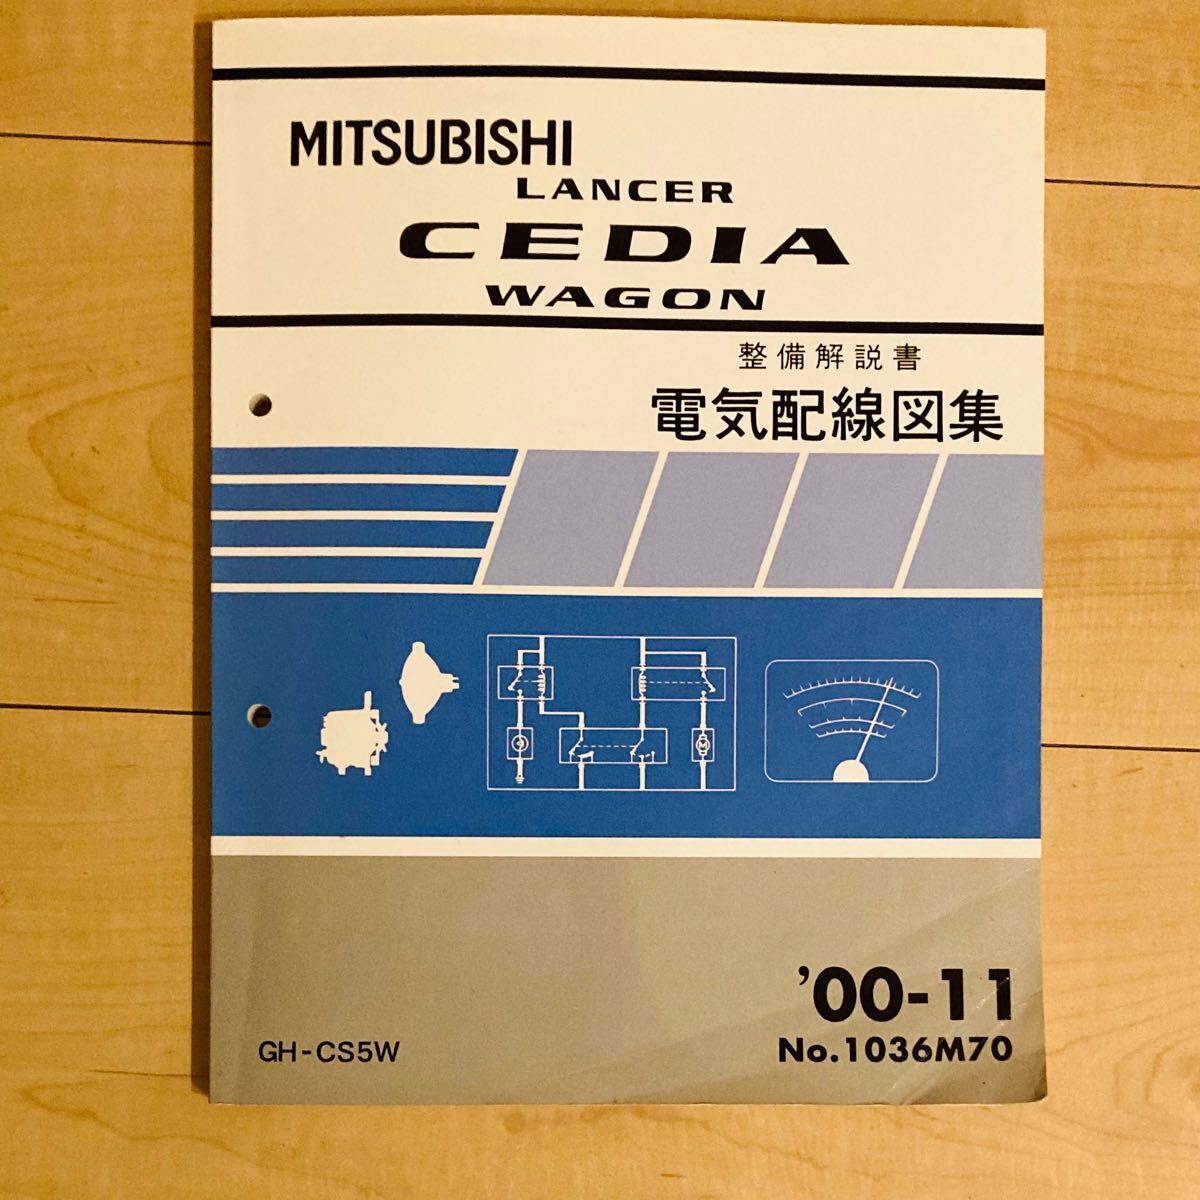 MITSUBISHI
LANCER
CEDIA
WAGON
整備解説書
電気配線図集
M
'00-11
GH-CS5W
No.1036M70